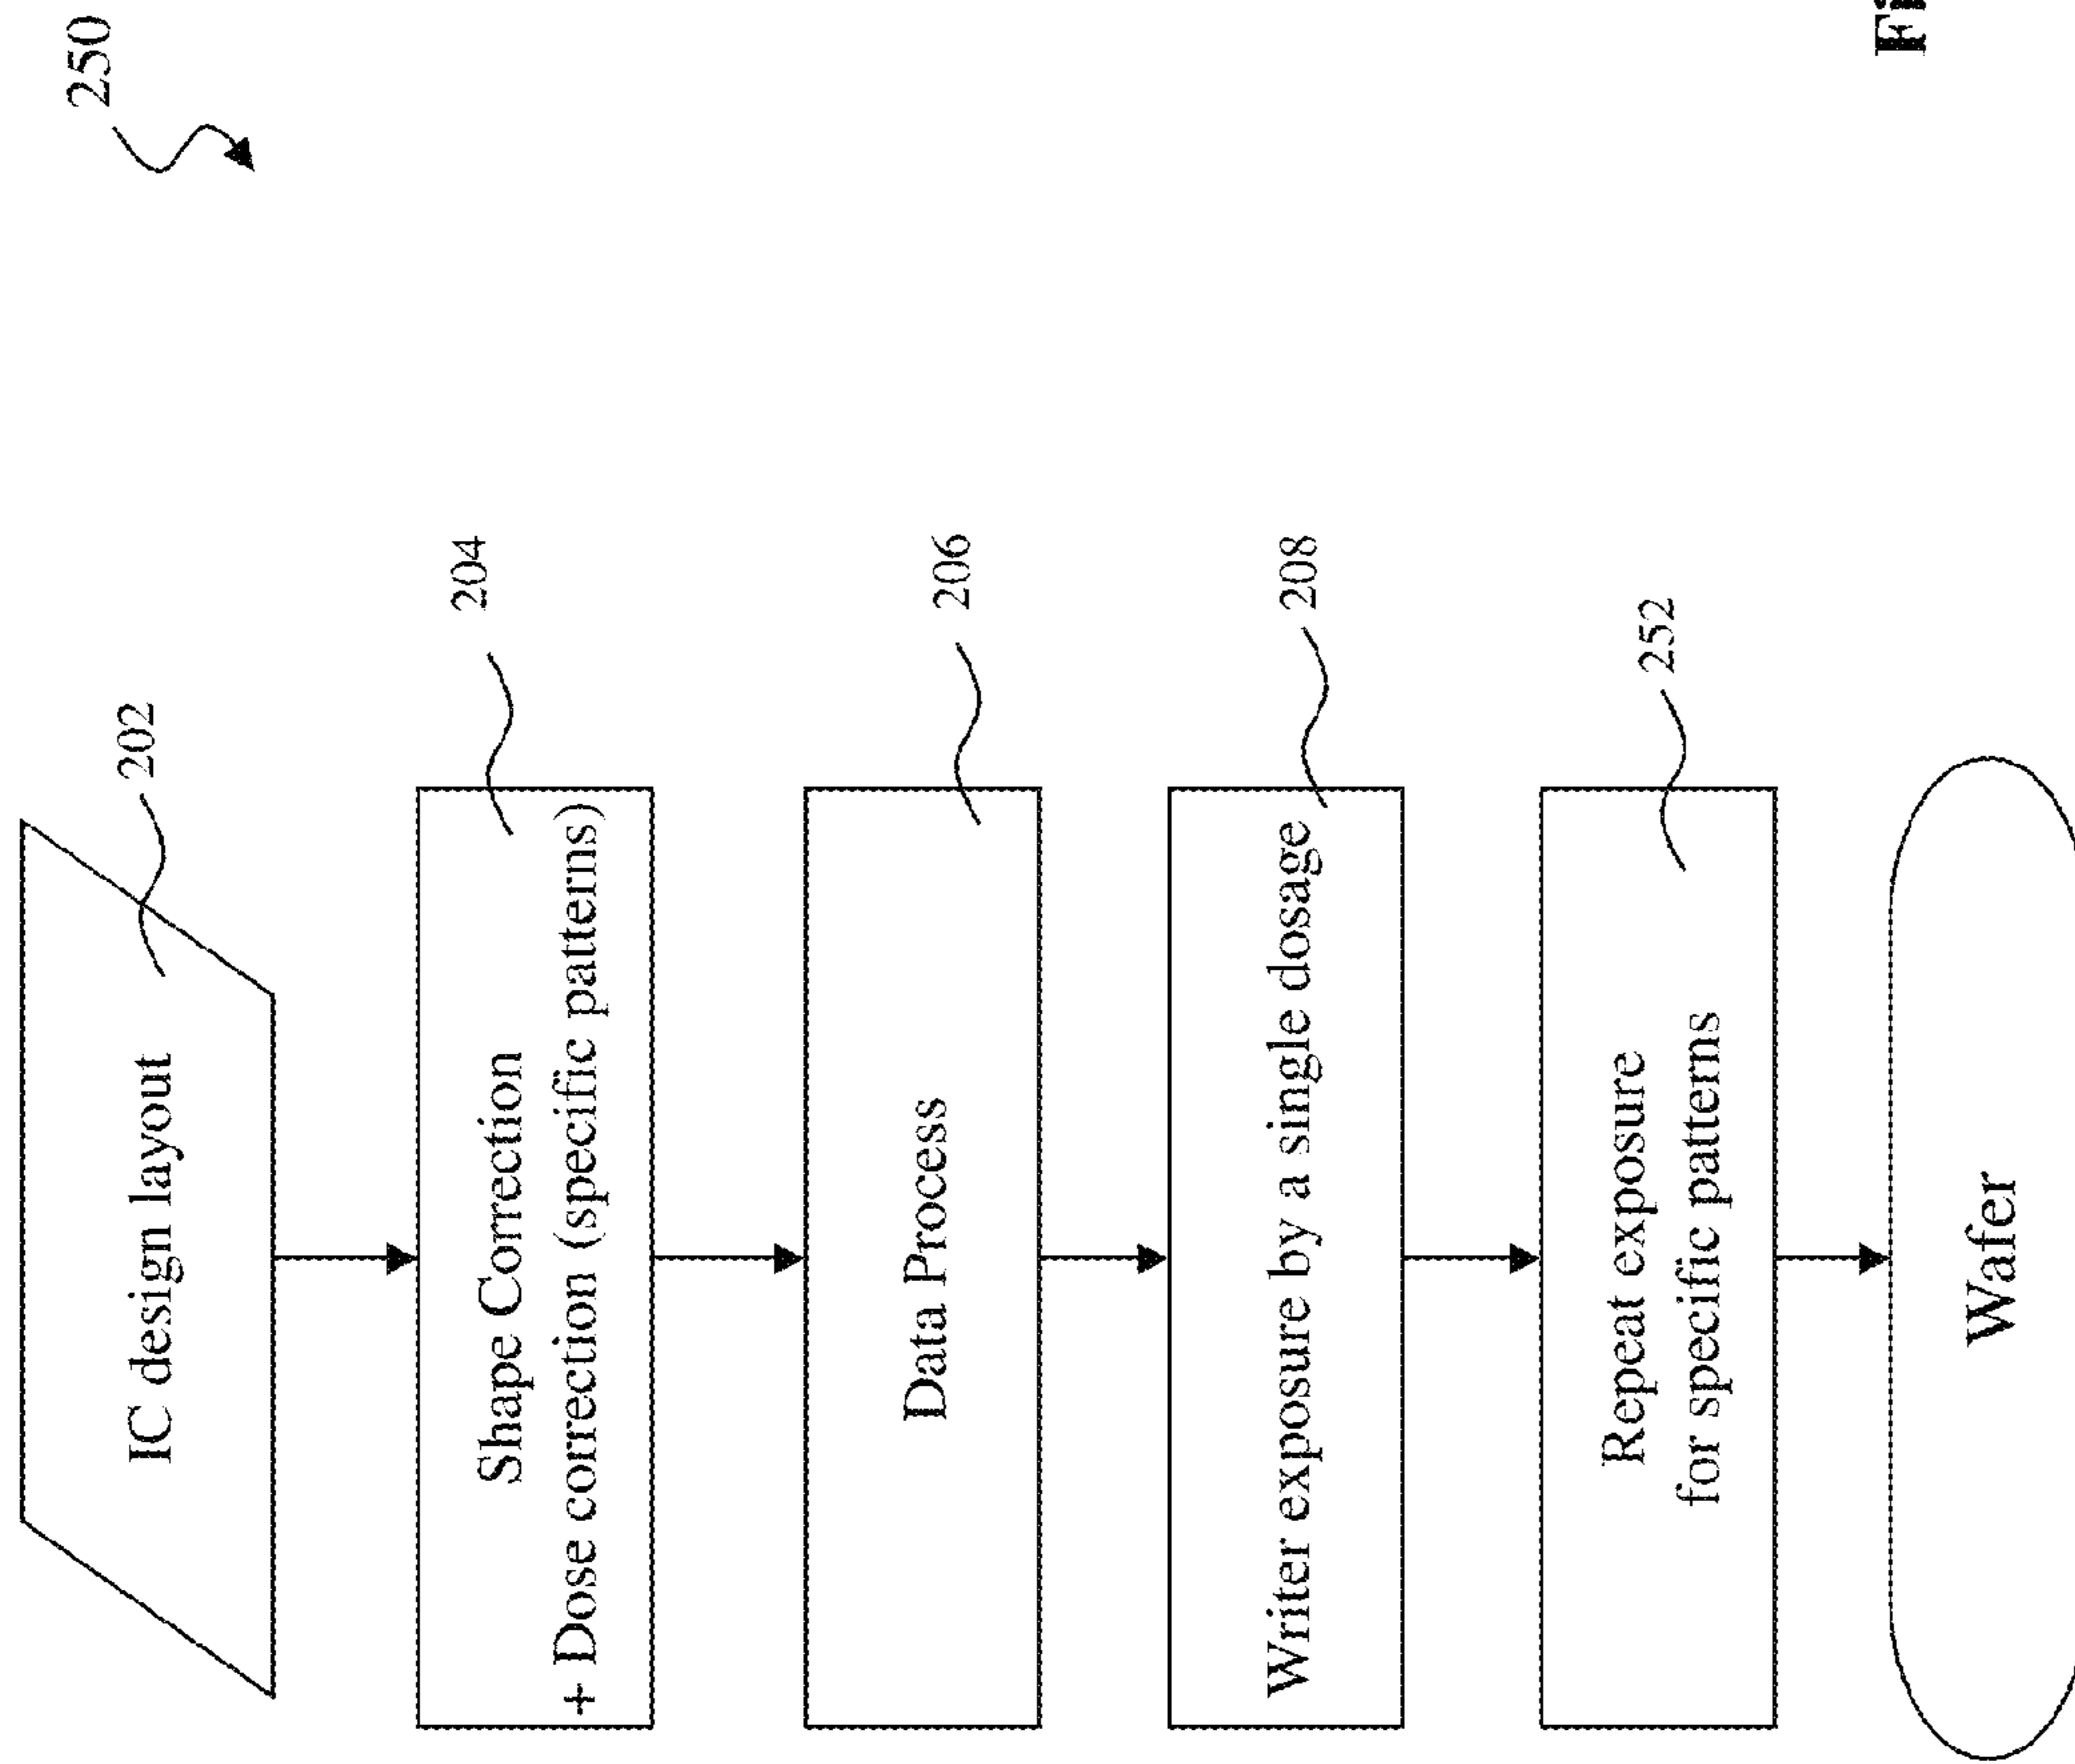 250
IC design layout
202
Shape Correction
+ Dose correction (specific patterns)
204
Data Process
206
Writer exposure by a single dosage
208
Repeat exposure
for specific patterns
252
Wafer